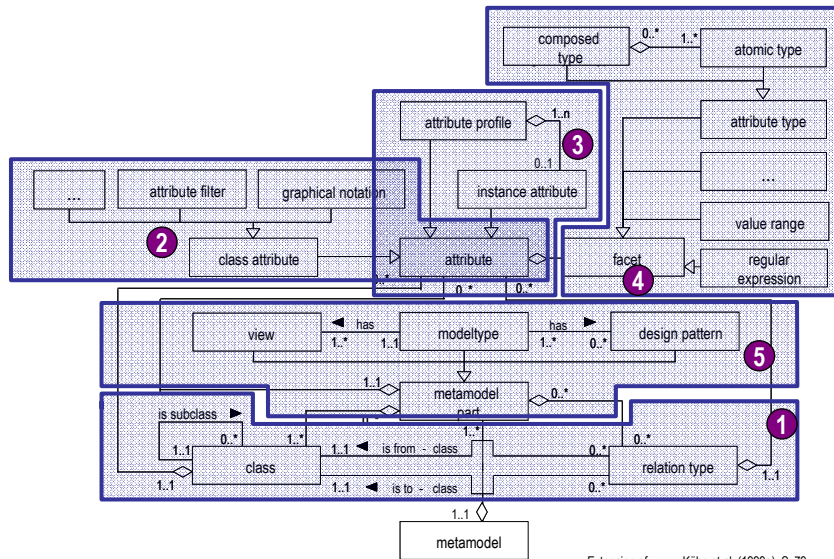 composed
type
0..*
1..*
atomic type
attribute profile
1..n
3
0..1
instance attribute
attribute type
...
value range
regular
expression
...
attribute filter
graphical notation
2
class attribute
attribute
facet
4
0..*
0..*
view
◄ has
1..*
1..1
modeltype
has ►
1..*
0..*
design pattern
5
1..1
metamodel
part
0..*
1
is subclass ►
0..*
1..1
1..*
1..*
0..*
class
1..1
1..1
◄ is from - class
0..*
1..1
◄ is to - class
0..*
relation type
1..1
1..1
metamodel